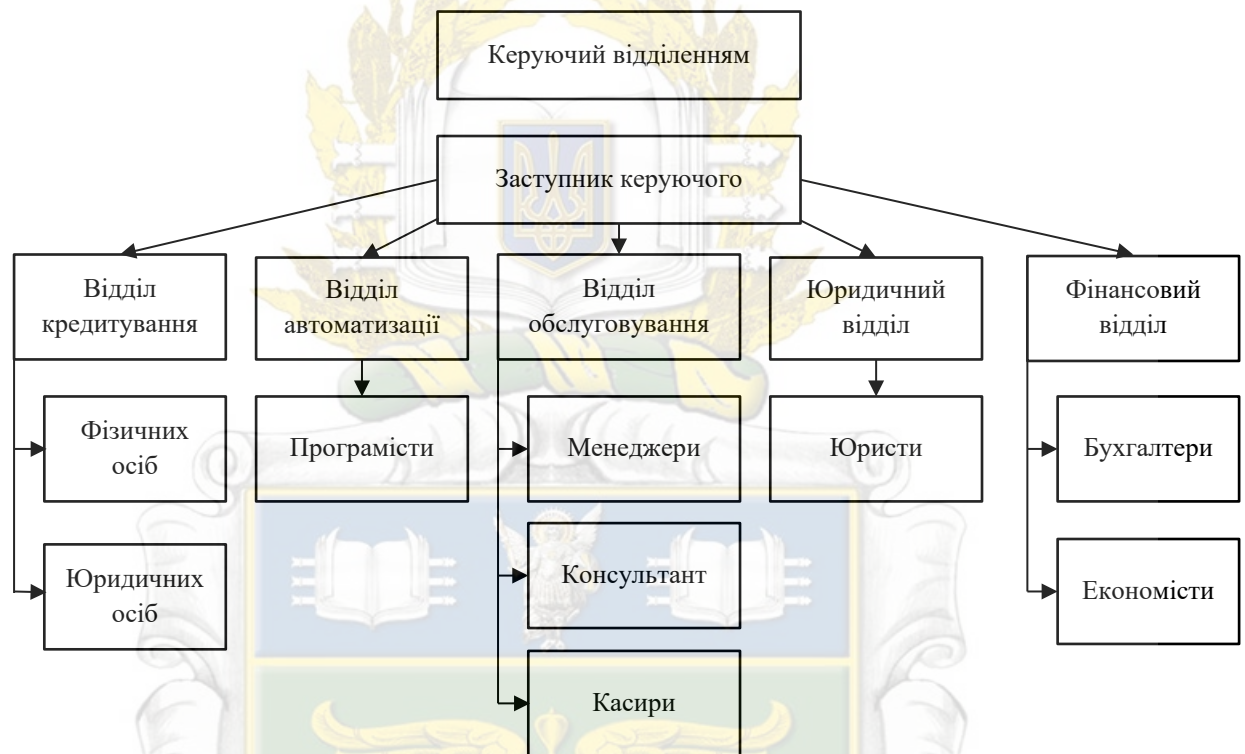 Керуючий відділенням
Заступник керуючого
Відділ
кредитування
Відділ
автоматизації
Відділ
обслуговування
Юридичний
відділ
Фінансовий
відділ
Фізичних
осіб
Програмісти
Менеджери
Юристи
Бухгалтери
Юридичних
осіб
Консультант
Економісти
Касири